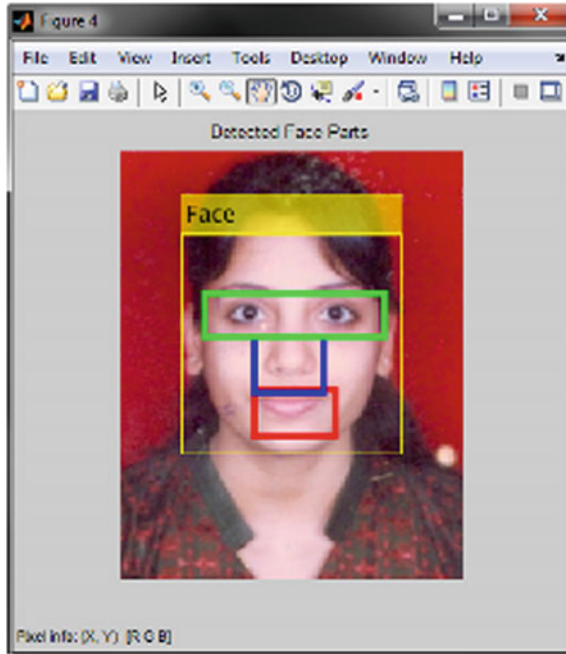 Figure 4
File Edit View Insert Tools Desktop Window Help
Detected Face Parts
Face
Pixel info: (X, Y) [R G B]